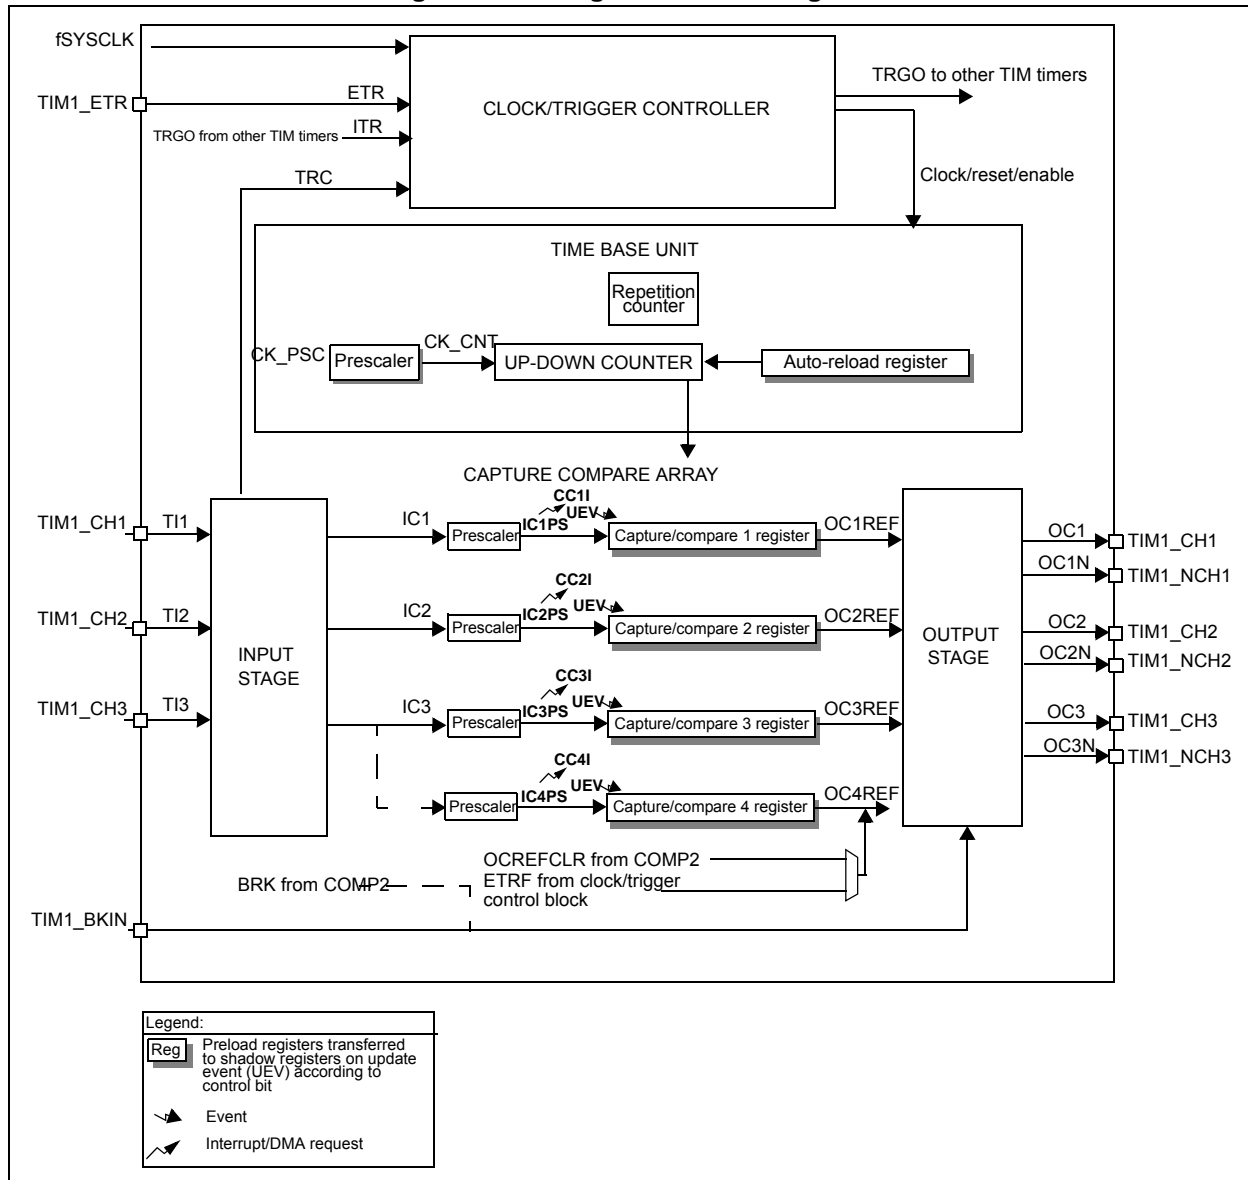 fSYSCLK
TIM1_ETR
ETR
TRGO from other TIM timers
ITR
TRC
CLOCK/TRIGGER CONTROLLER
TRGO to other TIM timers
Clock/reset/enable
TIME BASE UNIT
Repetition
counter
CK_PSC
Prescaler
CK_CNT
UP-DOWN COUNTER
Auto-reload register
CAPTURE COMPARE ARRAY
TIM1_CH1
TI1
TIM1_CH2
TI2
TIM1_CH3
TI3
INPUT
STAGE
IC1
Prescaler
IC1PS
CC1I
UEV
Capture/compare 1 register
OC1REF
IC2
Prescaler
IC2PS
CC2I
UEV
Capture/compare 2 register
OC2REF
IC3
Prescaler
IC3PS
CC3I
UEV
Capture/compare 3 register
OC3REF
Prescaler
IC4PS
CC4I
UEV
Capture/compare 4 register
OC4REF
OUTPUT
STAGE
OC1
TIM1_CH1
OC1N
TIM1_NCH1
OC2
TIM1_CH2
OC2N
TIM1_NCH2
OC3
TIM1_CH3
OC3N
TIM1_NCH3
OCREFCLR from COMP2
ETRF from clock/trigger
control block
BRK from COMP2
TIM1_BKIN
Legend:
Reg
Preload registers transferred
to shadow registers on update
event (UEV) according to
control bit
Event
Interrupt/DMA request